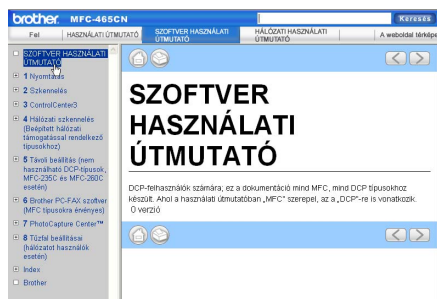 brother. MFC-465CN
Keresés
Fel
HASZNÁLATI ÚTMUTATÓ
SZOFTVER HASZNÁLATI
ÚTMUTATÓ
HÁLÓZATI HASZNÁLATI
ÚTMUTATÓ
A weboldal térképe
SZOFTVER HASZNÁLATI
ÚTMUTATÓ
1 Nyomtatás
2 Szkennelés
3 ControlCenter3
4 Hálózati szkennelés
(Beépített hálózati
támogatással rendelkező
típusokhoz)
5 Távoli beállítás (nem
használható DCP-típusok,
MFC-235C és MFC-260C
esetén)
6 Brother PC-FAX szoftver
(MFC típusokra érvényes)
7 PhotoCapture Center™
8 Tűzfal beállításai
(hálózatot használók
esetén)
Index
Brother
SZOFTVER
HASZNÁLATI
ÚTMUTATÓ
DCP-felhasználók számára; ez a dokumentáció mind MFC, mind DCP típusokhoz
készült. Ahol a használati útmutatóban „MFC” szerepel, az a „DCP”-re is vonatkozik.
0 verzió